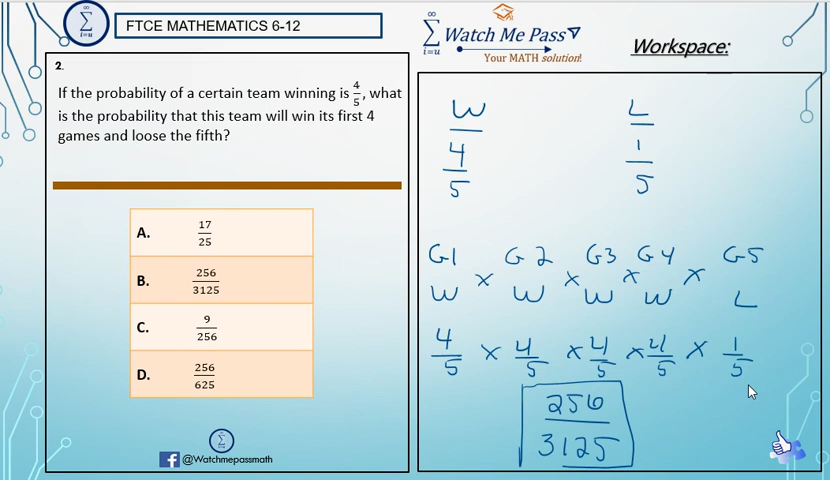 ∞
Σ
i=u
FTCE MATHEMATICS 6-12
∞
Σ
i=u
Watch Me Pass
Your MATH solution!
Workspace:
2.
If the probability of a certain team winning is 4/5, what
is the probability that this team will win its first 4
games and loose the fifth?
A. 17/25
B. 256/3125
C. 9/256
D. 256/625
@Watchmepassmath
W L
4/5 1/5
G1 G2 G3 G4 G5
W × W × W × W × L
4/5 × 4/5 × 4/5 × 4/5 × 1/5
256/3125